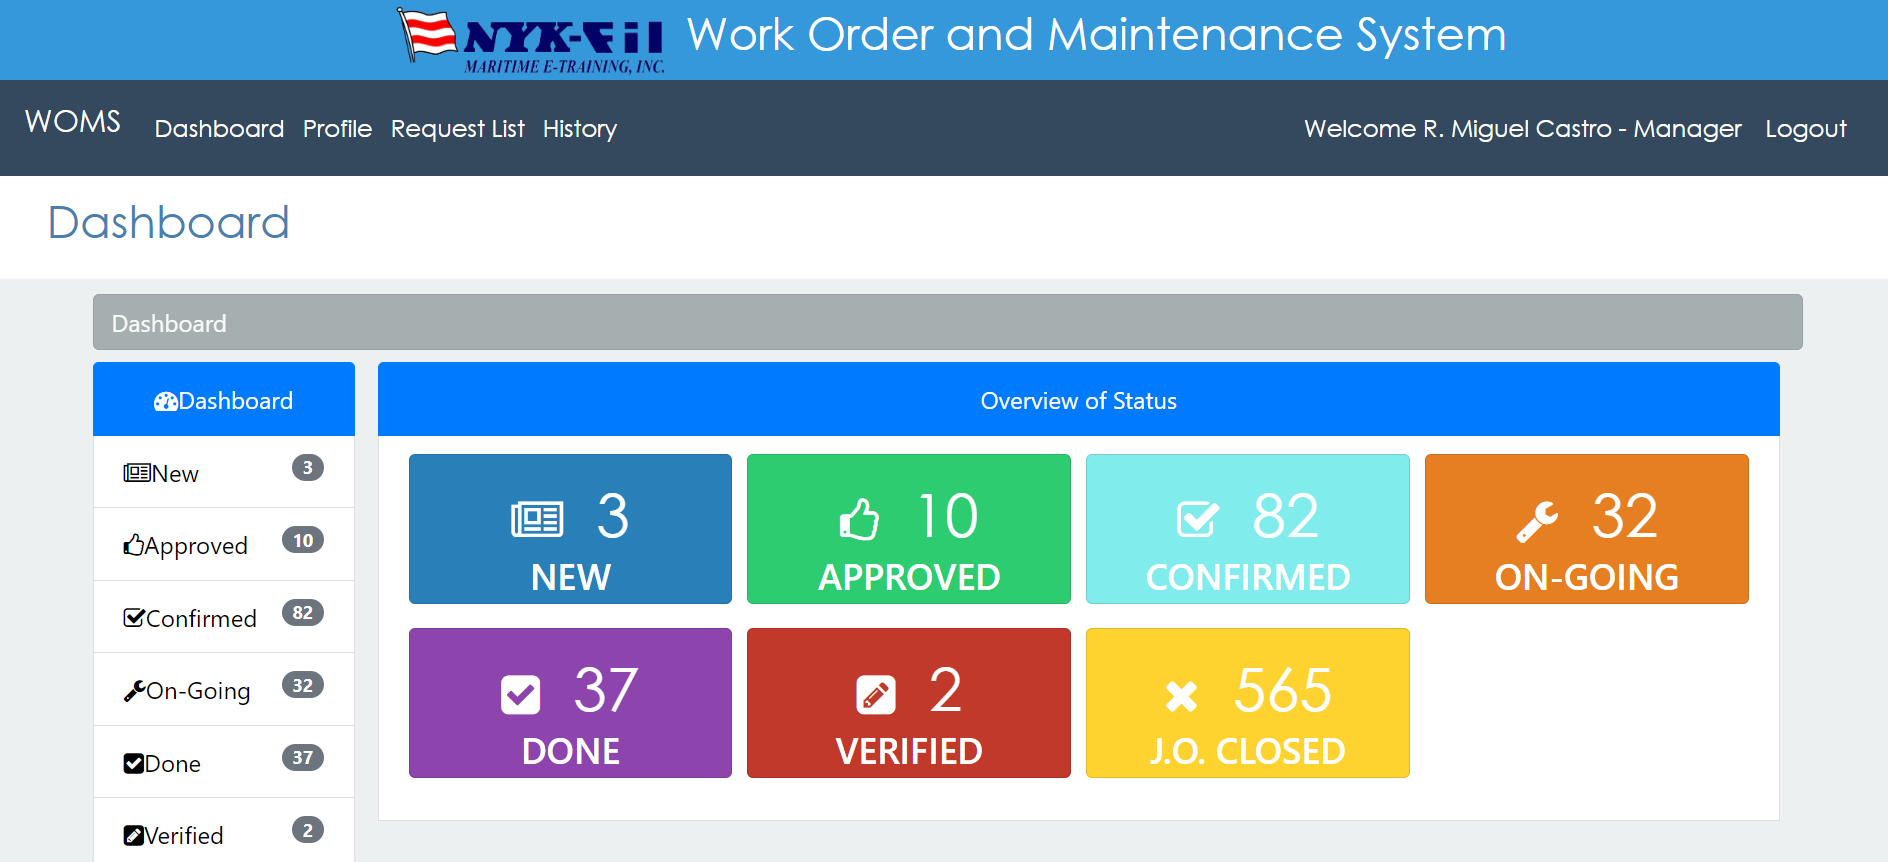 NYK-Fil Work Order and Maintenance System
MARITIME E-TRAINING, INC.
WOMS Dashboard Profile Request List History Welcome R. Miguel Castro - Manager Logout
Dashboard
Dashboard
Dashboard
New 3
Approved 10
Confirmed 82
On-Going 32
Done 37
Verified 2
Overview of Status
3
NEW
10
APPROVED
82
CONFIRMED
32
ON-GOING
37
DONE
2
VERIFIED
565
J.O. CLOSED